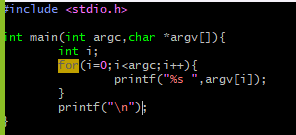 #include <stdio.h>
int main(int argc,char *argv[]){
int i;
for(i=0;i<argc;i++){
printf("%s ",argv[i]);
}
printf("\n");
}